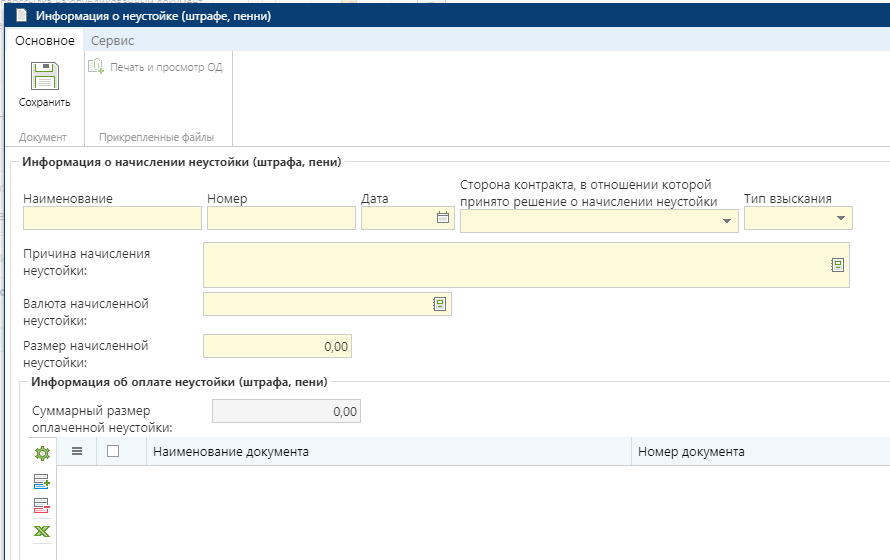 Информация о неустойке (штрафе, пенни)
Основное Сервис
Печать и просмотр ОД
Сохранить
Документ Прикрепленные файлы
Информация о начислении неустойки (штрафа, пени)
Наименование Номер Дата Сторона контракта, в отношении которой
принято решение о начислении неустойки Тип взыскания
Причина начисления
неустойки:
Валюта начисленной
неустойки:
Размер начисленной
неустойки:
0,00
Информация об оплате неустойки (штрафа, пени)
Суммарный размер
оплаченной неустойки:
0,00
Наименование документа Номер документа